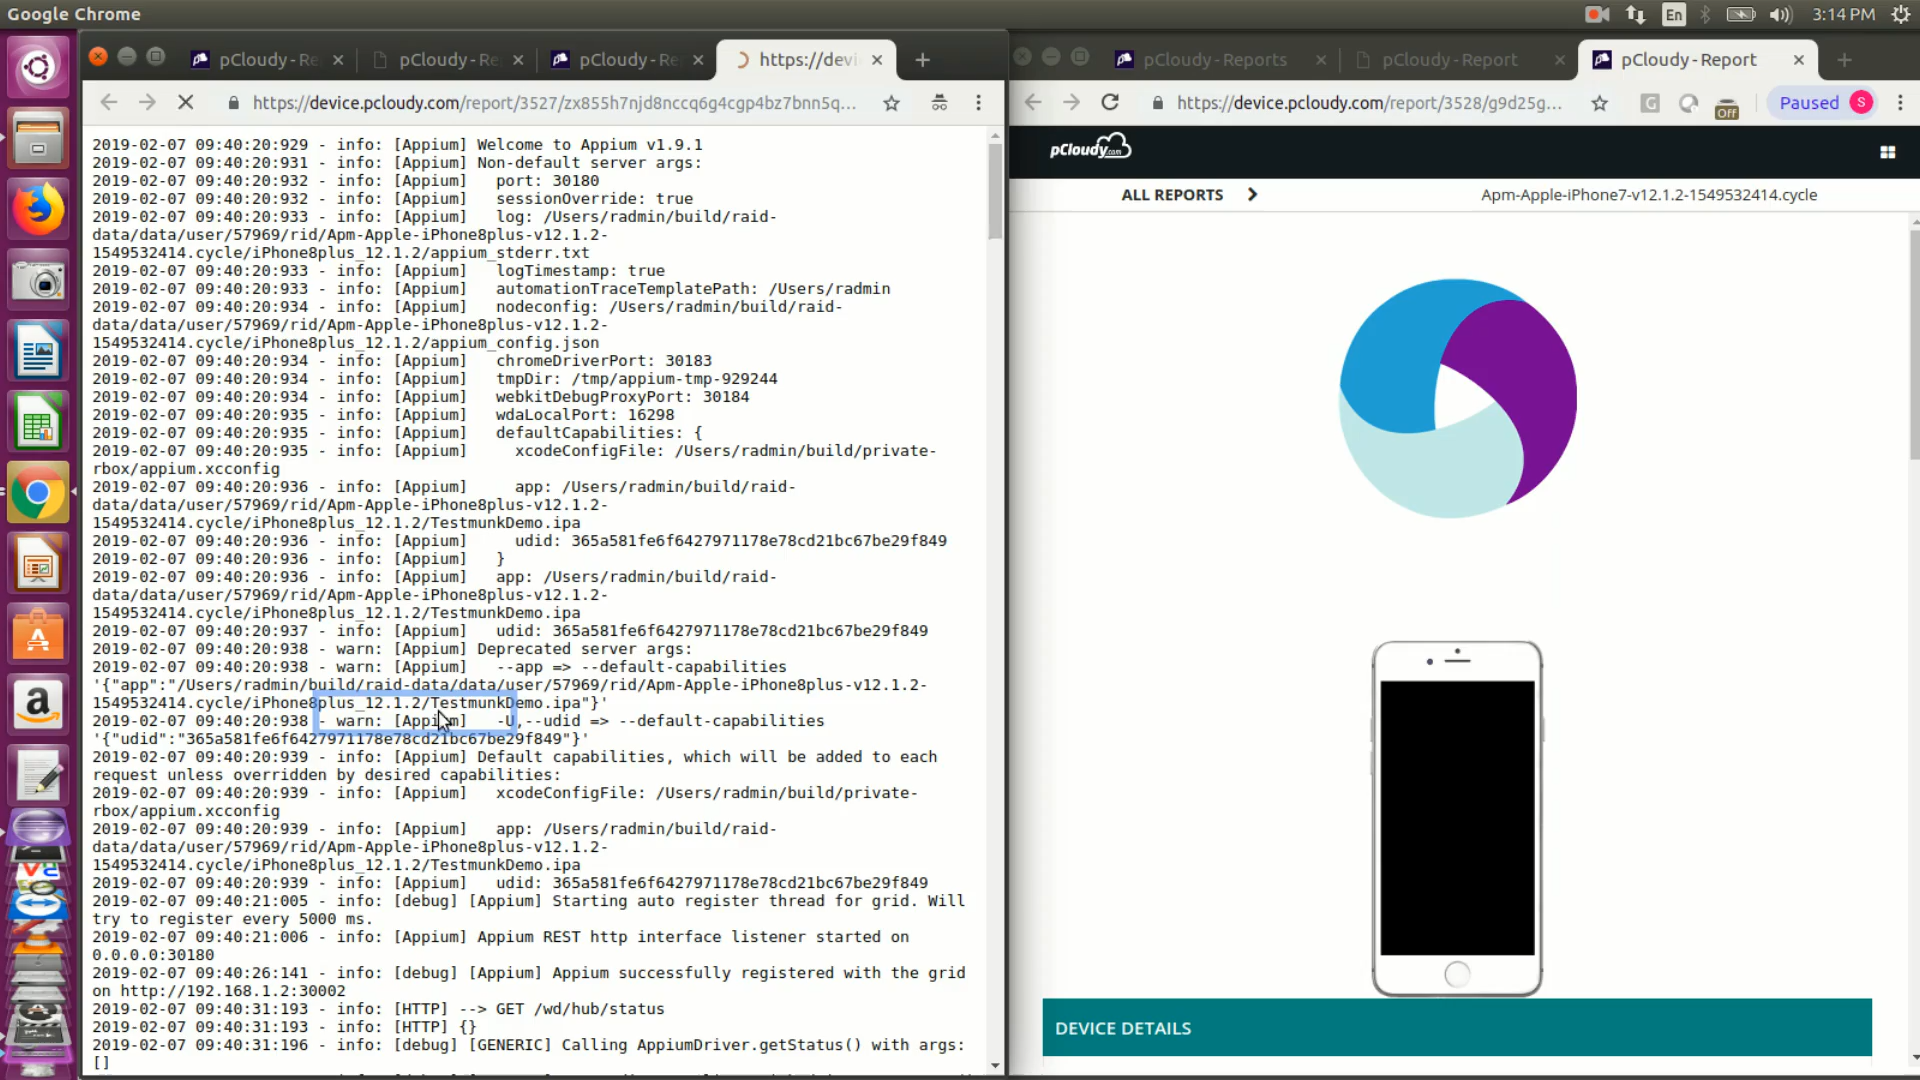 Google Chrome
En
3:14 PM
pCloudy - Re
pCloudy - Re
pCloudy - Re
https://devi
https://device.pcloudy.com/report/3527/zx855h7njd8nccq6g4cgp4bz7bnn5q...
2019-02-07 09:40:20:929 - info: [Appium] Welcome to Appium v1.9.1
2019-02-07 09:40:20:931 - info: [Appium] Non-default server args:
2019-02-07 09:40:20:932 - info: [Appium]   port: 30180
2019-02-07 09:40:20:932 - info: [Appium]   sessionOverride: true
2019-02-07 09:40:20:933 - info: [Appium]   log: /Users/radmin/build/raid-
data/data/user/57969/rid/Apm-Apple-iPhone8plus-v12.1.2-
1549532414.cycle/iPhone8plus_12.1.2/appium_stderr.txt
2019-02-07 09:40:20:933 - info: [Appium]   logTimestamp: true
2019-02-07 09:40:20:933 - info: [Appium]   automationTraceTemplatePath: /Users/radmin
2019-02-07 09:40:20:934 - info: [Appium]   nodeconfig: /Users/radmin/build/raid-
data/data/user/57969/rid/Apm-Apple-iPhone8plus-v12.1.2-
1549532414.cycle/iPhone8plus_12.1.2/appium_config.json
2019-02-07 09:40:20:934 - info: [Appium]   chromeDriverPort: 30183
2019-02-07 09:40:20:934 - info: [Appium]   tmpDir: /tmp/appium-tmp-929244
2019-02-07 09:40:20:934 - info: [Appium]   webkitDebugProxyPort: 30184
2019-02-07 09:40:20:935 - info: [Appium]   wdaLocalPort: 16298
2019-02-07 09:40:20:935 - info: [Appium]   defaultCapabilities: {
2019-02-07 09:40:20:935 - info: [Appium]     xcodeConfigFile: /Users/radmin/build/private-
rbox/appium.xcconfig
2019-02-07 09:40:20:936 - info: [Appium]     app: /Users/radmin/build/raid-
data/data/user/57969/rid/Apm-Apple-iPhone8plus-v12.1.2-
1549532414.cycle/iPhone8plus_12.1.2/TestmunkDemo.ipa
2019-02-07 09:40:20:936 - info: [Appium]     udid: 365a581fe6f6427971178e78cd21bc67be29f849
2019-02-07 09:40:20:936 - info: [Appium]   }
2019-02-07 09:40:20:936 - info: [Appium]   app: /Users/radmin/build/raid-
data/data/user/57969/rid/Apm-Apple-iPhone8plus-v12.1.2-
1549532414.cycle/iPhone8plus_12.1.2/TestmunkDemo.ipa
2019-02-07 09:40:20:937 - info: [Appium]   udid: 365a581fe6f6427971178e78cd21bc67be29f849
2019-02-07 09:40:20:938 - warn: [Appium] Deprecated server args:
2019-02-07 09:40:20:938 - warn: [Appium]   --app => --default-capabilities
'{"app":"/Users/radmin/build/raid-data/data/user/57969/rid/Apm-Apple-iPhone8plus-v12.1.2-
1549532414.cycle/iPhone8plus_12.1.2/TestmunkDemo.ipa"}'
2019-02-07 09:40:20:938 - warn: [Appium]   -U,--udid => --default-capabilities
'{"udid":"365a581fe6f6427971178e78cd21bc67be29f849"}'
2019-02-07 09:40:20:939 - info: [Appium] Default capabilities, which will be added to each
request unless overridden by desired capabilities:
2019-02-07 09:40:20:939 - info: [Appium]   xcodeConfigFile: /Users/radmin/build/private-
rbox/appium.xcconfig
2019-02-07 09:40:20:939 - info: [Appium]   app: /Users/radmin/build/raid-
data/data/user/57969/rid/Apm-Apple-iPhone8plus-v12.1.2-
1549532414.cycle/iPhone8plus_12.1.2/TestmunkDemo.ipa
2019-02-07 09:40:20:939 - info: [Appium]   udid: 365a581fe6f6427971178e78cd21bc67be29f849
2019-02-07 09:40:21:005 - info: [debug] [Appium] Starting auto register thread for grid. Will
try to register every 5000 ms.
2019-02-07 09:40:21:006 - info: [Appium] Appium REST http interface listener started on
0.0.0.0:30180
2019-02-07 09:40:26:141 - info: [debug] [Appium] Appium successfully registered with the grid
on http://192.168.1.2:30002
2019-02-07 09:40:31:193 - info: [HTTP] --> GET /wd/hub/status
2019-02-07 09:40:31:193 - info: [HTTP] {}
2019-02-07 09:40:31:196 - info: [debug] [GENERIC] Calling AppiumDriver.getStatus() with args:
[]
pCloudy - Reports
pCloudy - Report
pCloudy - Report
https://device.pcloudy.com/report/3528/g9d25g...
Off
Paused
S
pCloudy.com
ALL REPORTS
Apm-Apple-iPhone7-v12.1.2-1549532414.cycle
DEVICE DETAILS